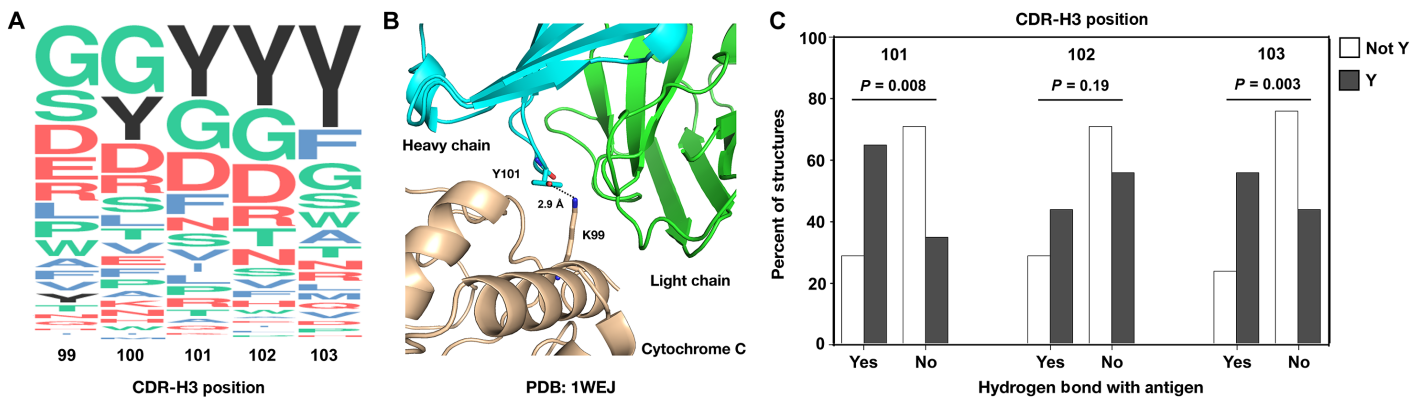 A
G G Y Y Y
S Y G G F
D D D D G
E R F R S
R S N T W
L L S N A
P V
W E
99 100 101 102 103
CDR-H3 position
B
Heavy chain
Y101
2.9 Å
K99
Light chain
Cytochrome C
PDB: 1WEJ
C
CDR-H3 position
101 102 103
P = 0.008 P = 0.19 P = 0.003
Not Y
Y
Percent of structures
100
80
60
40
20
0
Yes No Yes No Yes No
Hydrogen bond with antigen